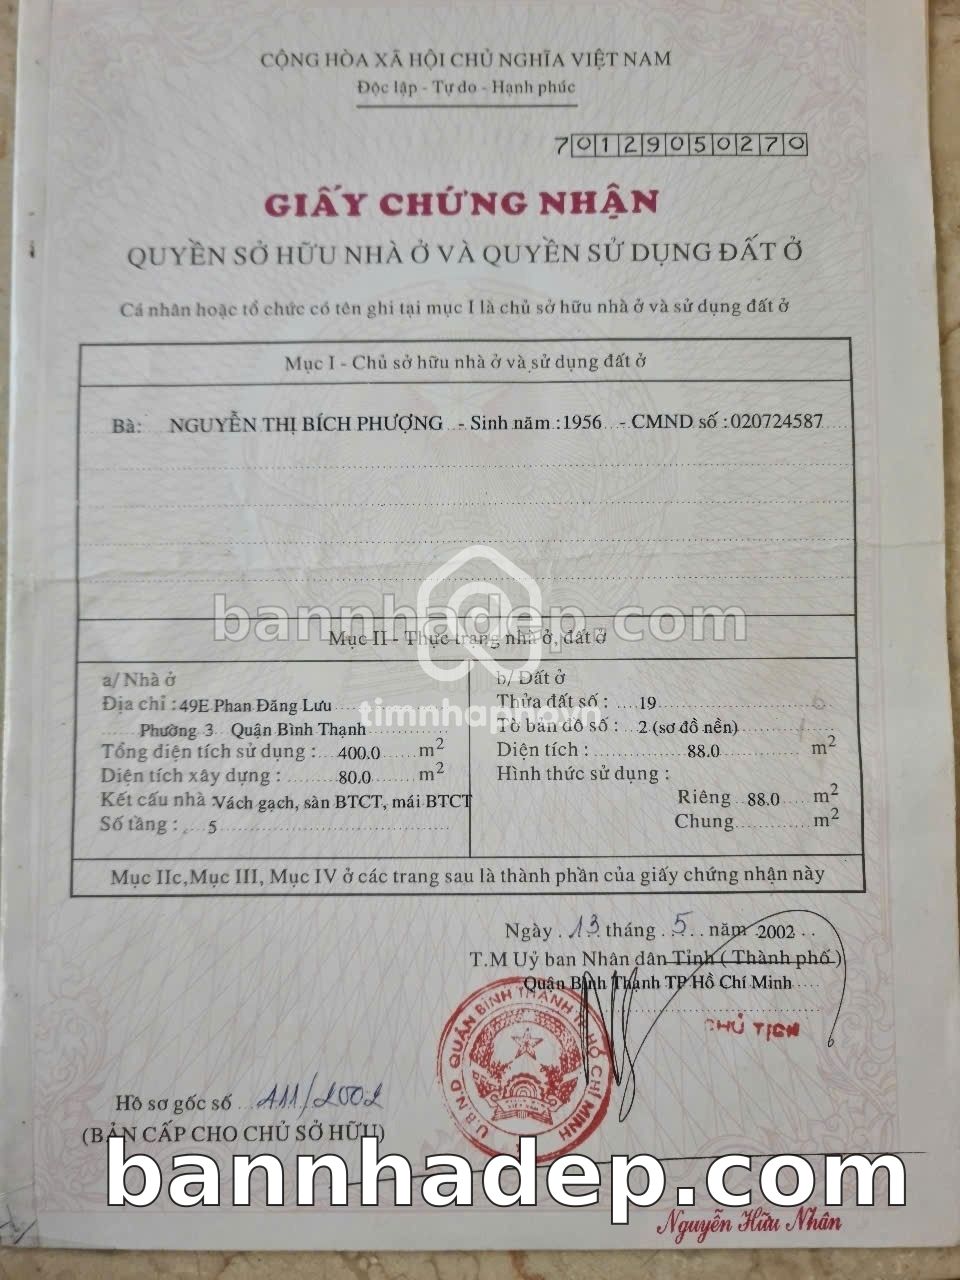 CỘNG HÒA XÃ HỘI CHỦ NGHĨA VIỆT NAM
Độc lập - Tự do - Hạnh phúc
7012905027 0
GIẤY CHỨNG NHẬN
QUYỀN SỞ HỮU NHÀ Ở VÀ QUYỀN SỬ DỤNG ĐẤT Ở
Cá nhân hoặc tổ chức có tên ghi tại mục I là chủ sở hữu nhà ở và sử dụng đất ở
Mục I - Chủ sở hữu nhà ở và sử dụng đất ở
Bà: NGUYỄN THỊ BÍCH PHƯỢNG - Sinh năm :1956 - CMND số :020724587
bannhadep.com
Mục II - Thực trạng nhà ở, đất ở
a/ Nhà ở
Địa chỉ :49E Phan Đăng Lưu
Phường 3 Quận Bình Thạnh
Tổng diện tích sử dụng : 400.0 m2
Diện tích xây dựng : 80.0 m2
Kết cấu nhà :Vách gạch, sàn BTCT, mái BTCT
Số tầng : 5
b/ Đất ở
Thửa đất số : 19
Tờ bản đồ số : 2 (sơ đồ nền)
Diện tích : 88.0 m2
Hình thức sử dụng :
Riêng 88.0 m2
Chung m2
timnhapho.vn
Mục IIc,Mục III, Mục IV ở các trang sau là thành phần của giấy chứng nhận này
Ngày 13 tháng 5 năm 2002
T.M Uỷ ban Nhân dân Tỉnh ( Thành phố )
Quận Bình Thạnh TP Hồ Chí Minh
CHỦ TỊCH
U.B.N.D QUẬN BÌNH THẠNH T.P HỒ CHÍ MINH
Hồ sơ gốc số 411/2002
(BẢN CẤP CHO CHỦ SỞ HỮU)
bannhadep.com
Nguyễn Hữu Nhân